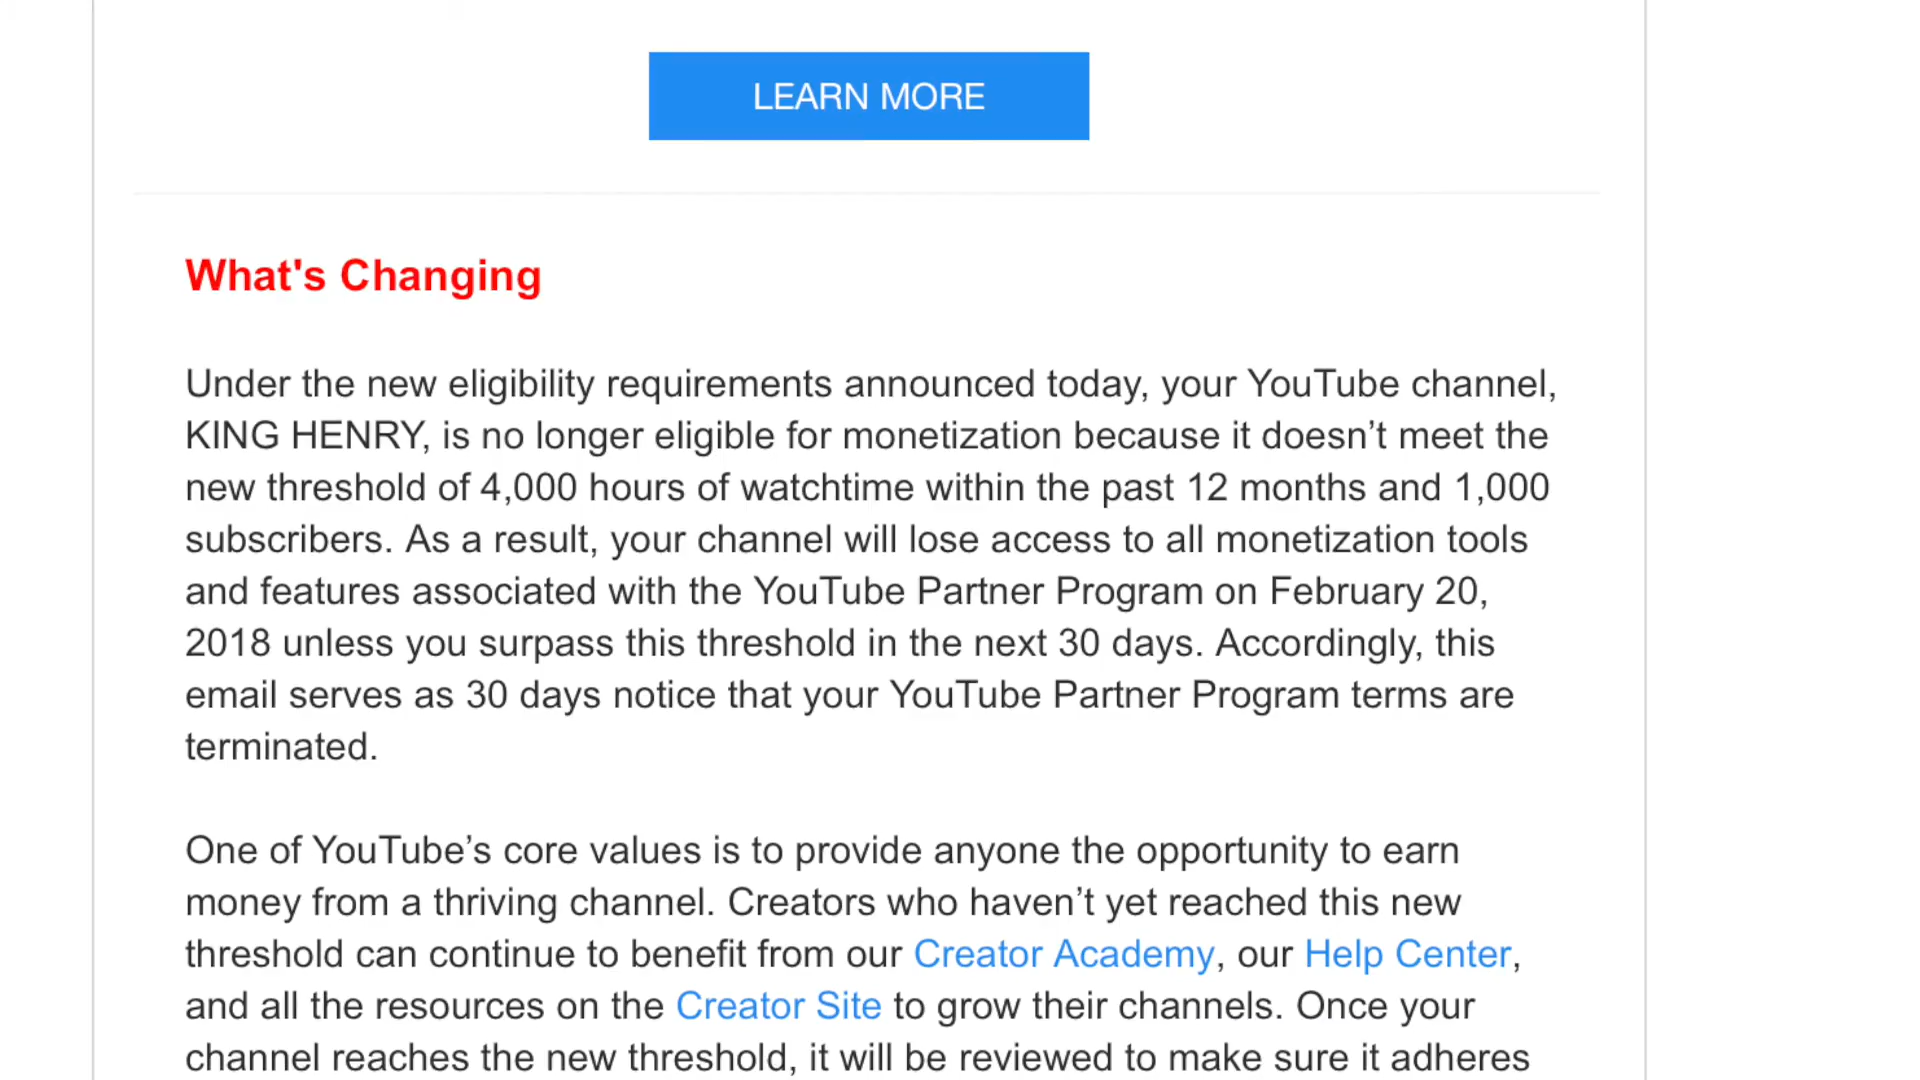 LEARN MORE
What's Changing
Under the new eligibility requirements announced today, your YouTube channel,
KING HENRY, is no longer eligible for monetization because it doesn’t meet the
new threshold of 4,000 hours of watchtime within the past 12 months and 1,000
subscribers. As a result, your channel will lose access to all monetization tools
and features associated with the YouTube Partner Program on February 20,
2018 unless you surpass this threshold in the next 30 days. Accordingly, this
email serves as 30 days notice that your YouTube Partner Program terms are
terminated.
One of YouTube’s core values is to provide anyone the opportunity to earn
money from a thriving channel. Creators who haven’t yet reached this new
threshold can continue to benefit from our Creator Academy, our Help Center,
and all the resources on the Creator Site to grow their channels. Once your
channel reaches the new threshold, it will be reviewed to make sure it adheres